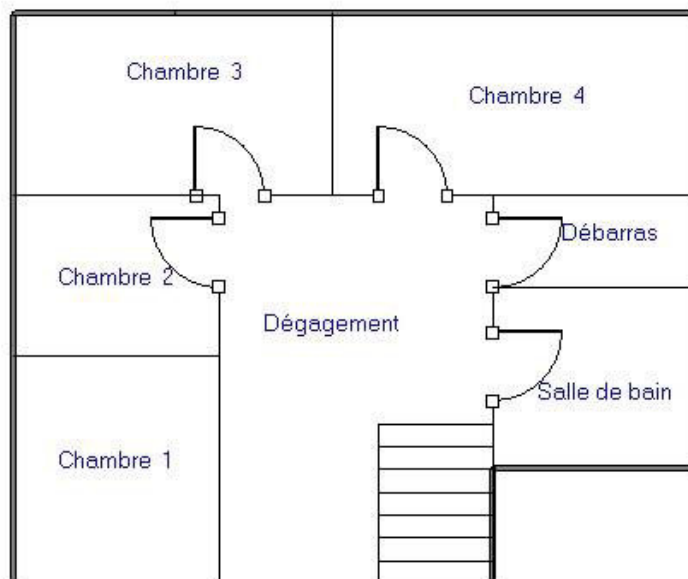 Chambre 3
Chambre 4
Débarras
Chambre 2
Dégagement
Salle de bain
Chambre 1